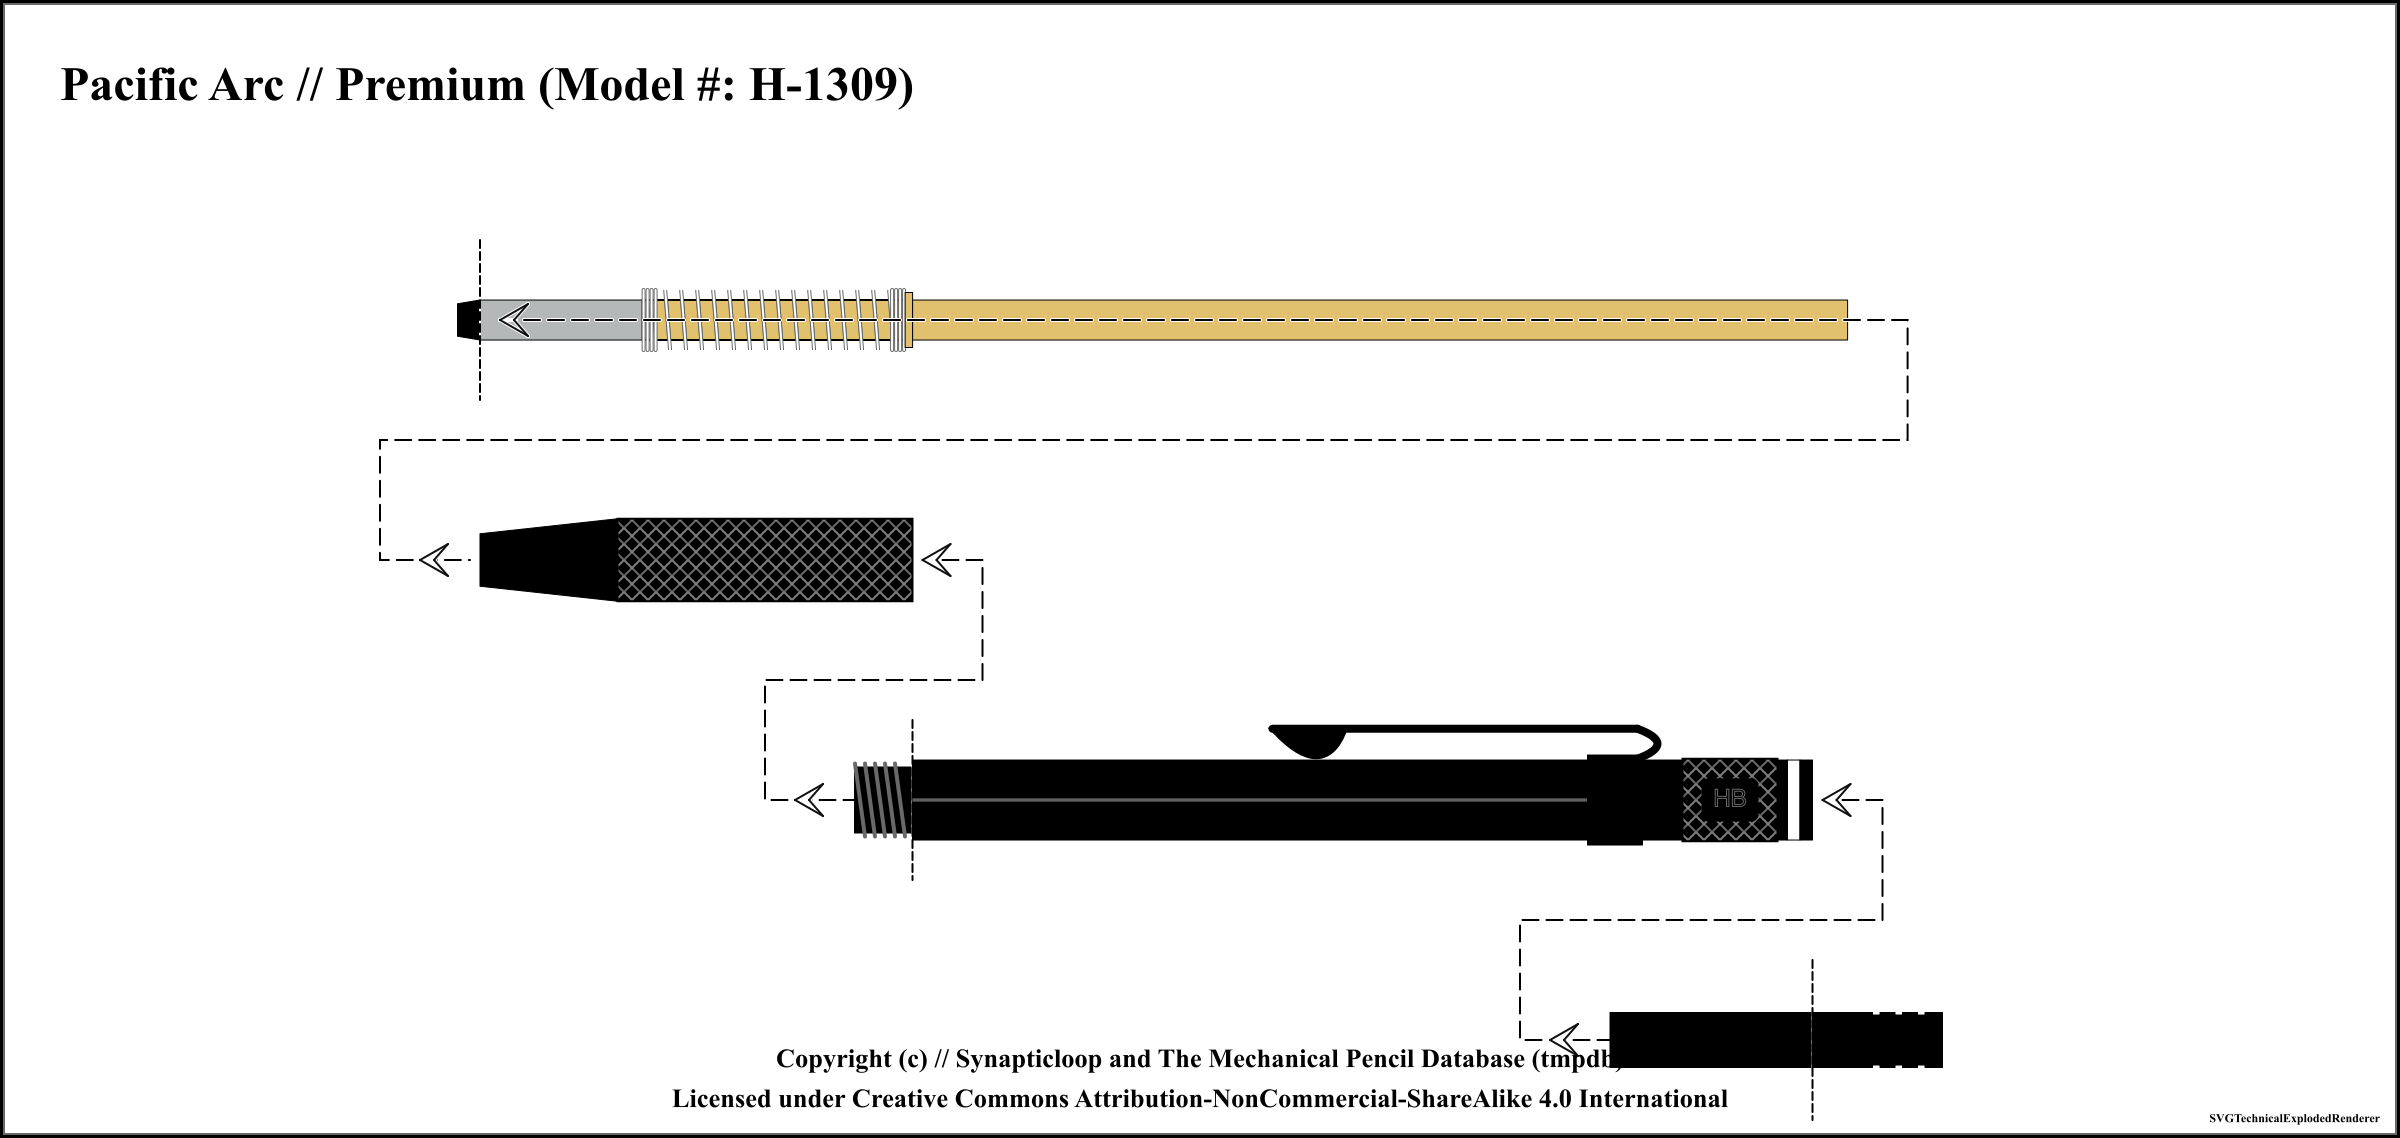 Pacific Arc // Premium (Model #: H-1309)
HB
Copyright (c) // Synapticloop and The Mechanical Pencil Database (tmpdb)
Licensed under Creative Commons Attribution-NonCommercial-ShareAlike 4.0 International
SVGTechnicalExplodedRenderer